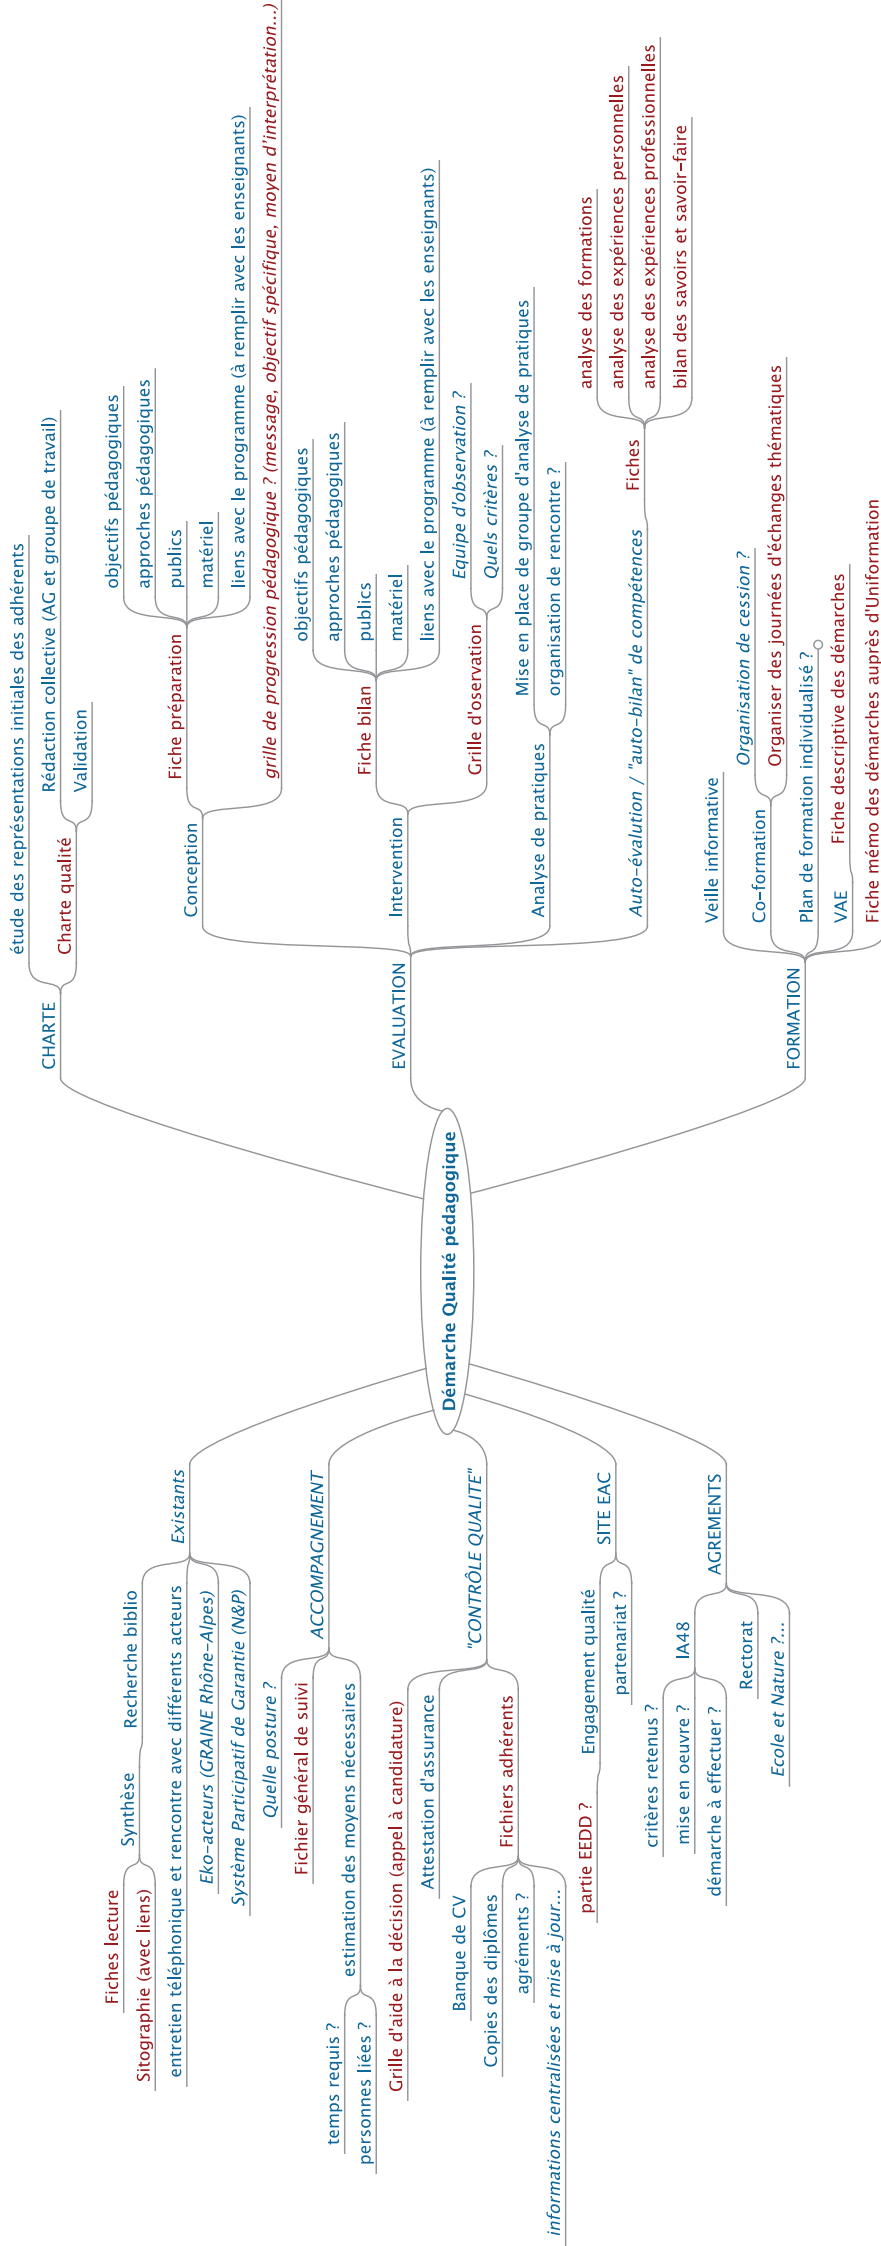 Démarche Qualité pédagogique
CHARTE
étude des représentations initiales des adhérents
Charte qualité
Rédaction collective (AG et groupe de travail)
Validation
EVALUATION
Conception
Fiche préparation
objectifs pédagogiques
approches pédagogiques
publics
matériel
liens avec le programme (à remplir avec les enseignants)
grille de progression pédagogique ? (message, objectif spécifique, moyen d'interprétation...)
Intervention
Fiche bilan
objectifs pédagogiques
approches pédagogiques
publics
matériel
liens avec le programme (à remplir avec les enseignants)
Grille d'oservation
Equipe d'observation ?
Quels critères ?
Analyse de pratiques
Mise en place de groupe d'analyse de pratiques
organisation de rencontre ?
Auto-évalution / "auto-bilan" de compétences
Fiches
analyse des formations
analyse des expériences personnelles
analyse des expériences professionnelles
bilan des savoirs et savoir-faire
FORMATION
Veille informative
Co-formation
Organisation de cession ?
Organiser des journées d'échanges thématiques
Plan de formation individualisé ?
VAE
Fiche descriptive des démarches
Fiche mémo des démarches auprès d'Uniformation
Existants
Recherche biblio
Synthèse
Fiches lecture
Sitographie (avec liens)
entretien téléphonique et rencontre avec différents acteurs
Eko-acteurs (GRAINE Rhône-Alpes)
Système Participatif de Garantie (N&P)
ACCOMPAGNEMENT
Quelle posture ?
Fichier général de suivi
estimation des moyens nécessaires
temps requis ?
personnes liées ?
"CONTRÔLE QUALITE"
Grille d'aide à la décision (appel à candidature)
Attestation d'assurance
Fichiers adhérents
Banque de CV
Copies des diplômes
agréments ?
informations centralisées et mise à jour...
SITE EAC
Engagement qualité
partie EEDD ?
partenariat ?
AGREMENTS
IA48
critères retenus ?
mise en oeuvre ?
démarche à effectuer ?
Rectorat
Ecole et Nature ?...